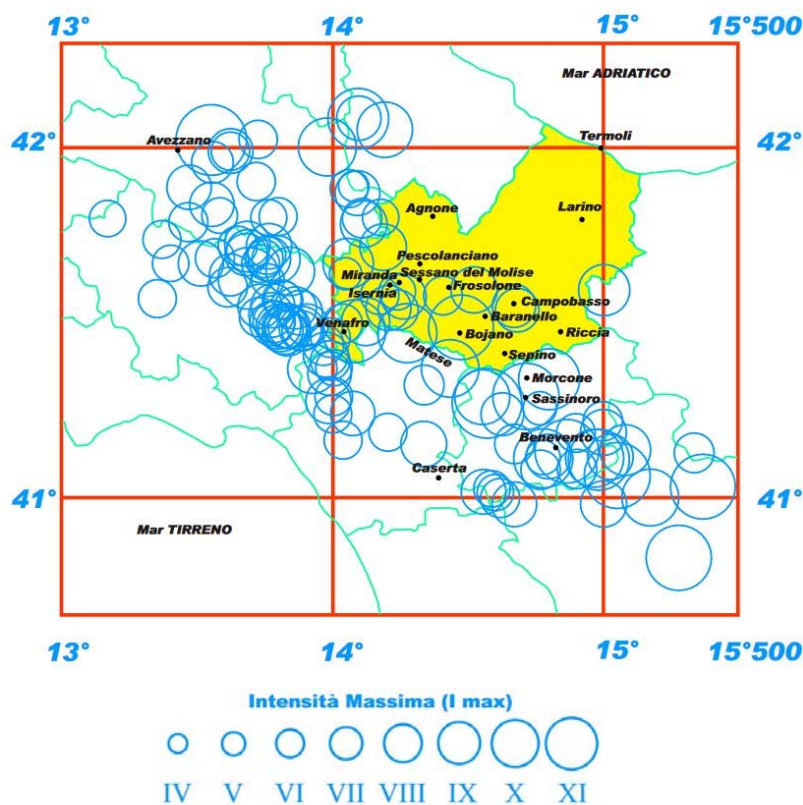 13° 14° 15° 15°500
Mar ADRIATICO
42° Avezzano Termoli 42°
Agnone Larino
Pescolanciano
Miranda Sessano del Molise
Isernia Frosolone
Campobasso
Venafro Baranello
Bojano Riccia
Matese Sepino
Morcone
Sassinoro
Benevento
Caserta
41° 41°
Mar TIRRENO
13° 14° 15° 15°500
Intensità Massima (I max)
IV V VI VII VIII IX X XI